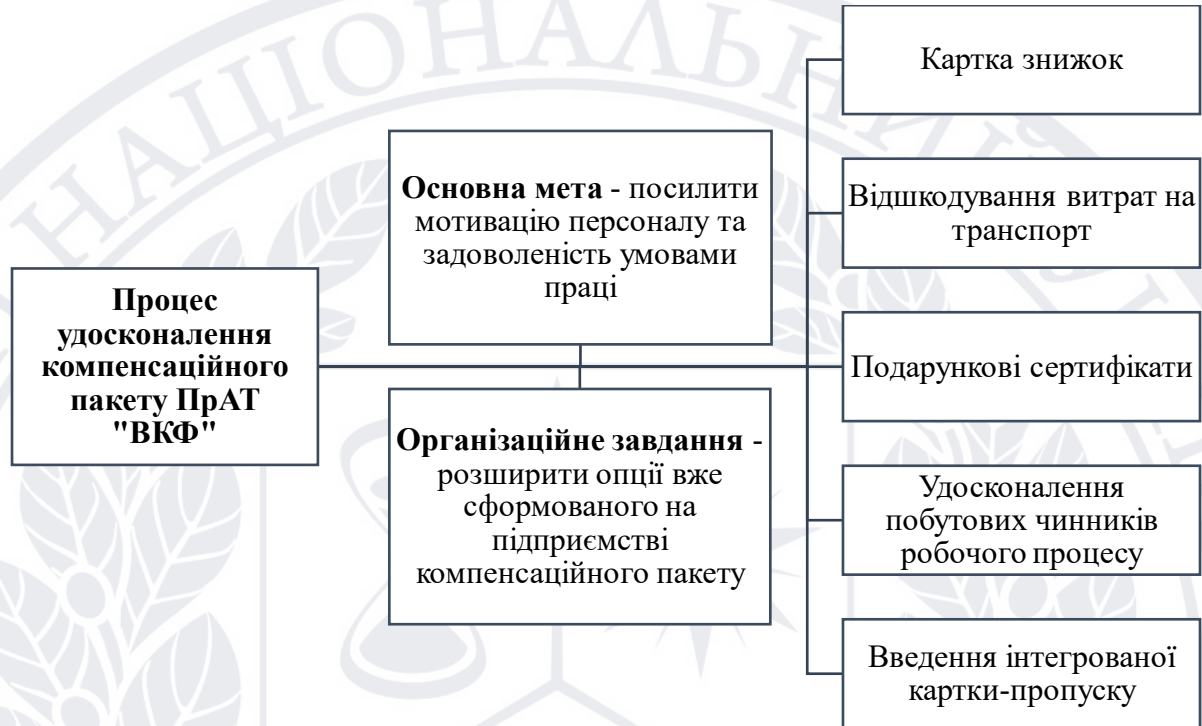 НАЦІОНАЛЬНИЙ
Процес
удосконалення
компенсаційного
пакету ПрАТ
"ВКФ"
Основна мета - посилити
мотивацію персоналу та
задоволеність умовами
праці
Організаційне завдання -
розширити опції вже
сформованого на
підприємстві
компенсаційного пакету
Картка знижок
Відшкодування витрат на
транспорт
Подарункові сертифікати
Удосконалення
побутових чинників
робочого процесу
Введення інтегрованої
картки-пропуску